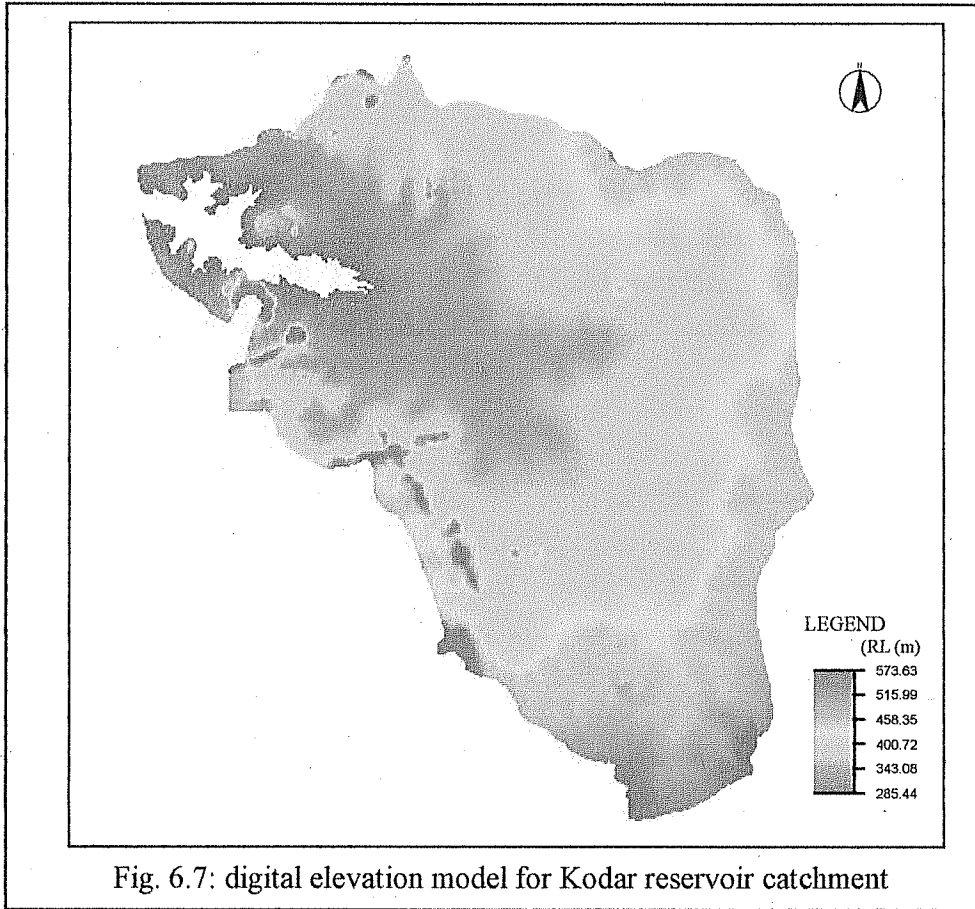 N
LEGEND
(RL (m)
573.63
515.99
458.35
400.72
343.08
285.44
Fig. 6.7: digital elevation model for Kodar reservoir catchment